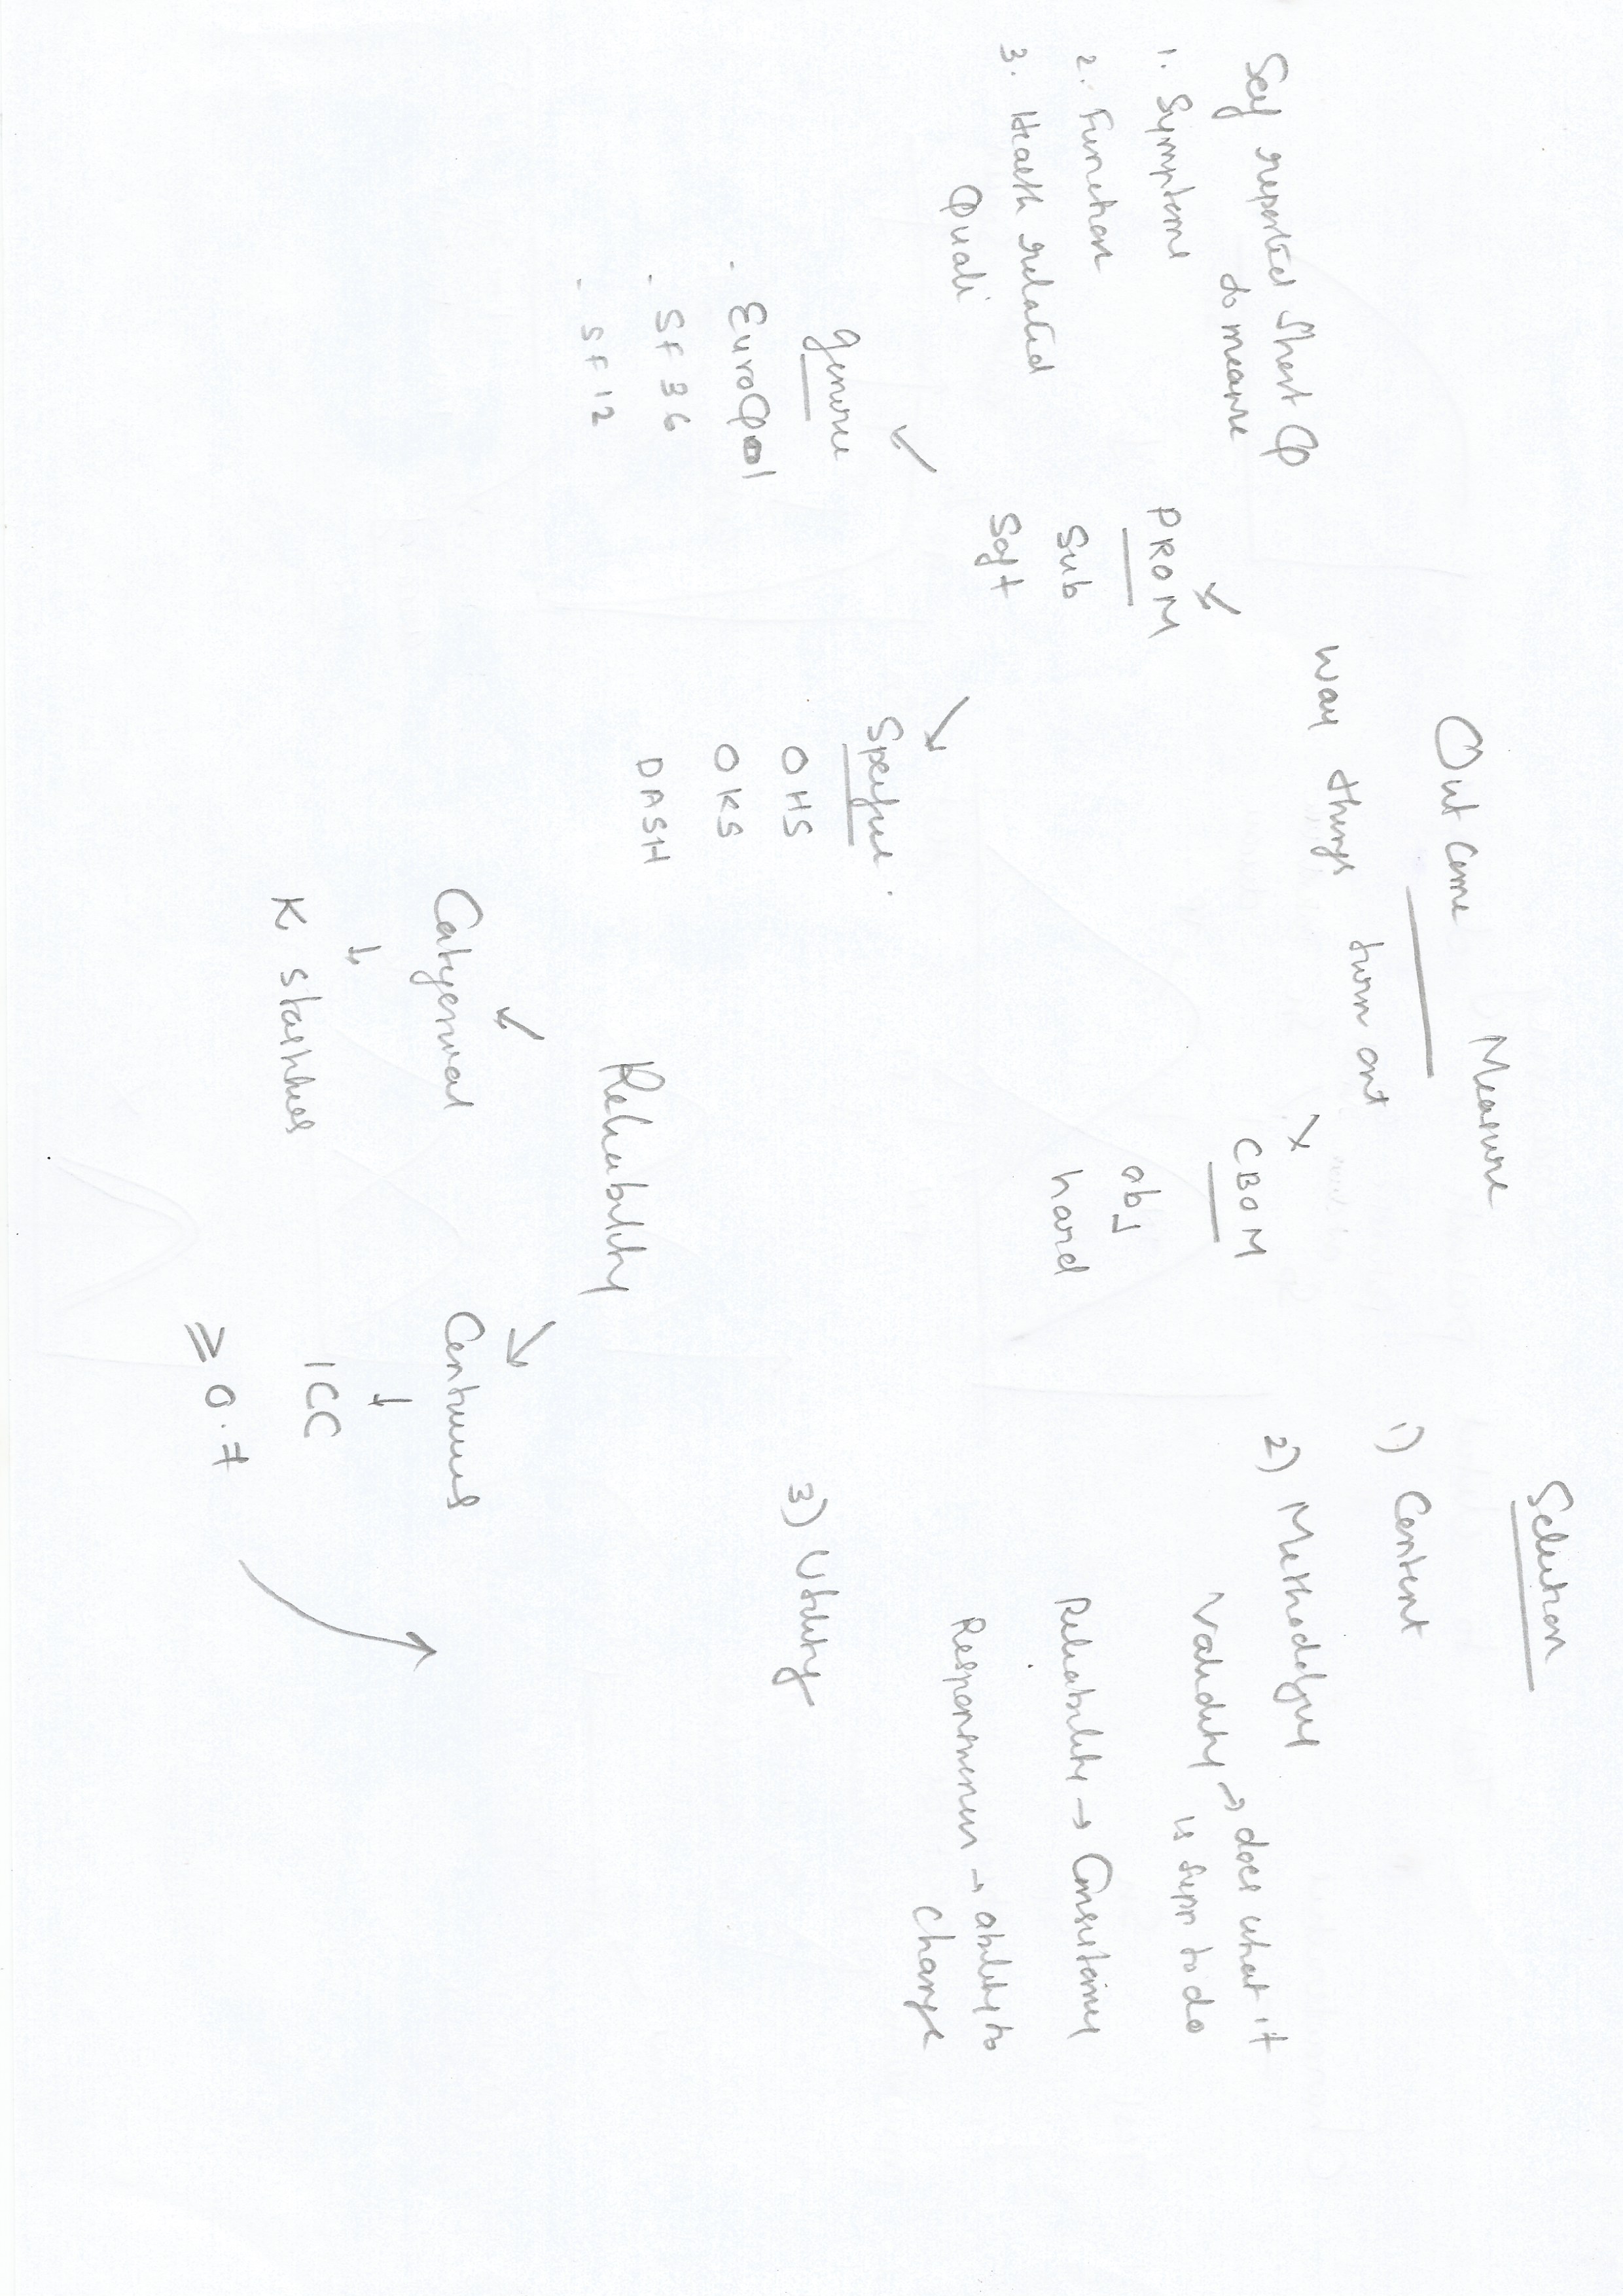 Out Come Measure
way things turn out
Self reported Short Q
to measure
1. Symptoms
2. Function
3. Health related
Quali
PROM
Sub
Soft
CBOM
obj
hard
Generic
- EuroQol
- SF 36
- SF 12
Specific
OHS
OKS
DASH
Selection
1) Content
2) Methodology
Validity → does what it
is supp to do
Reliability → Consistency
Responsiveness → ability to
change
3) Utility
Reliability
Categorical
↓
K statistics
Continuous
↓
ICC
≥ 0.7